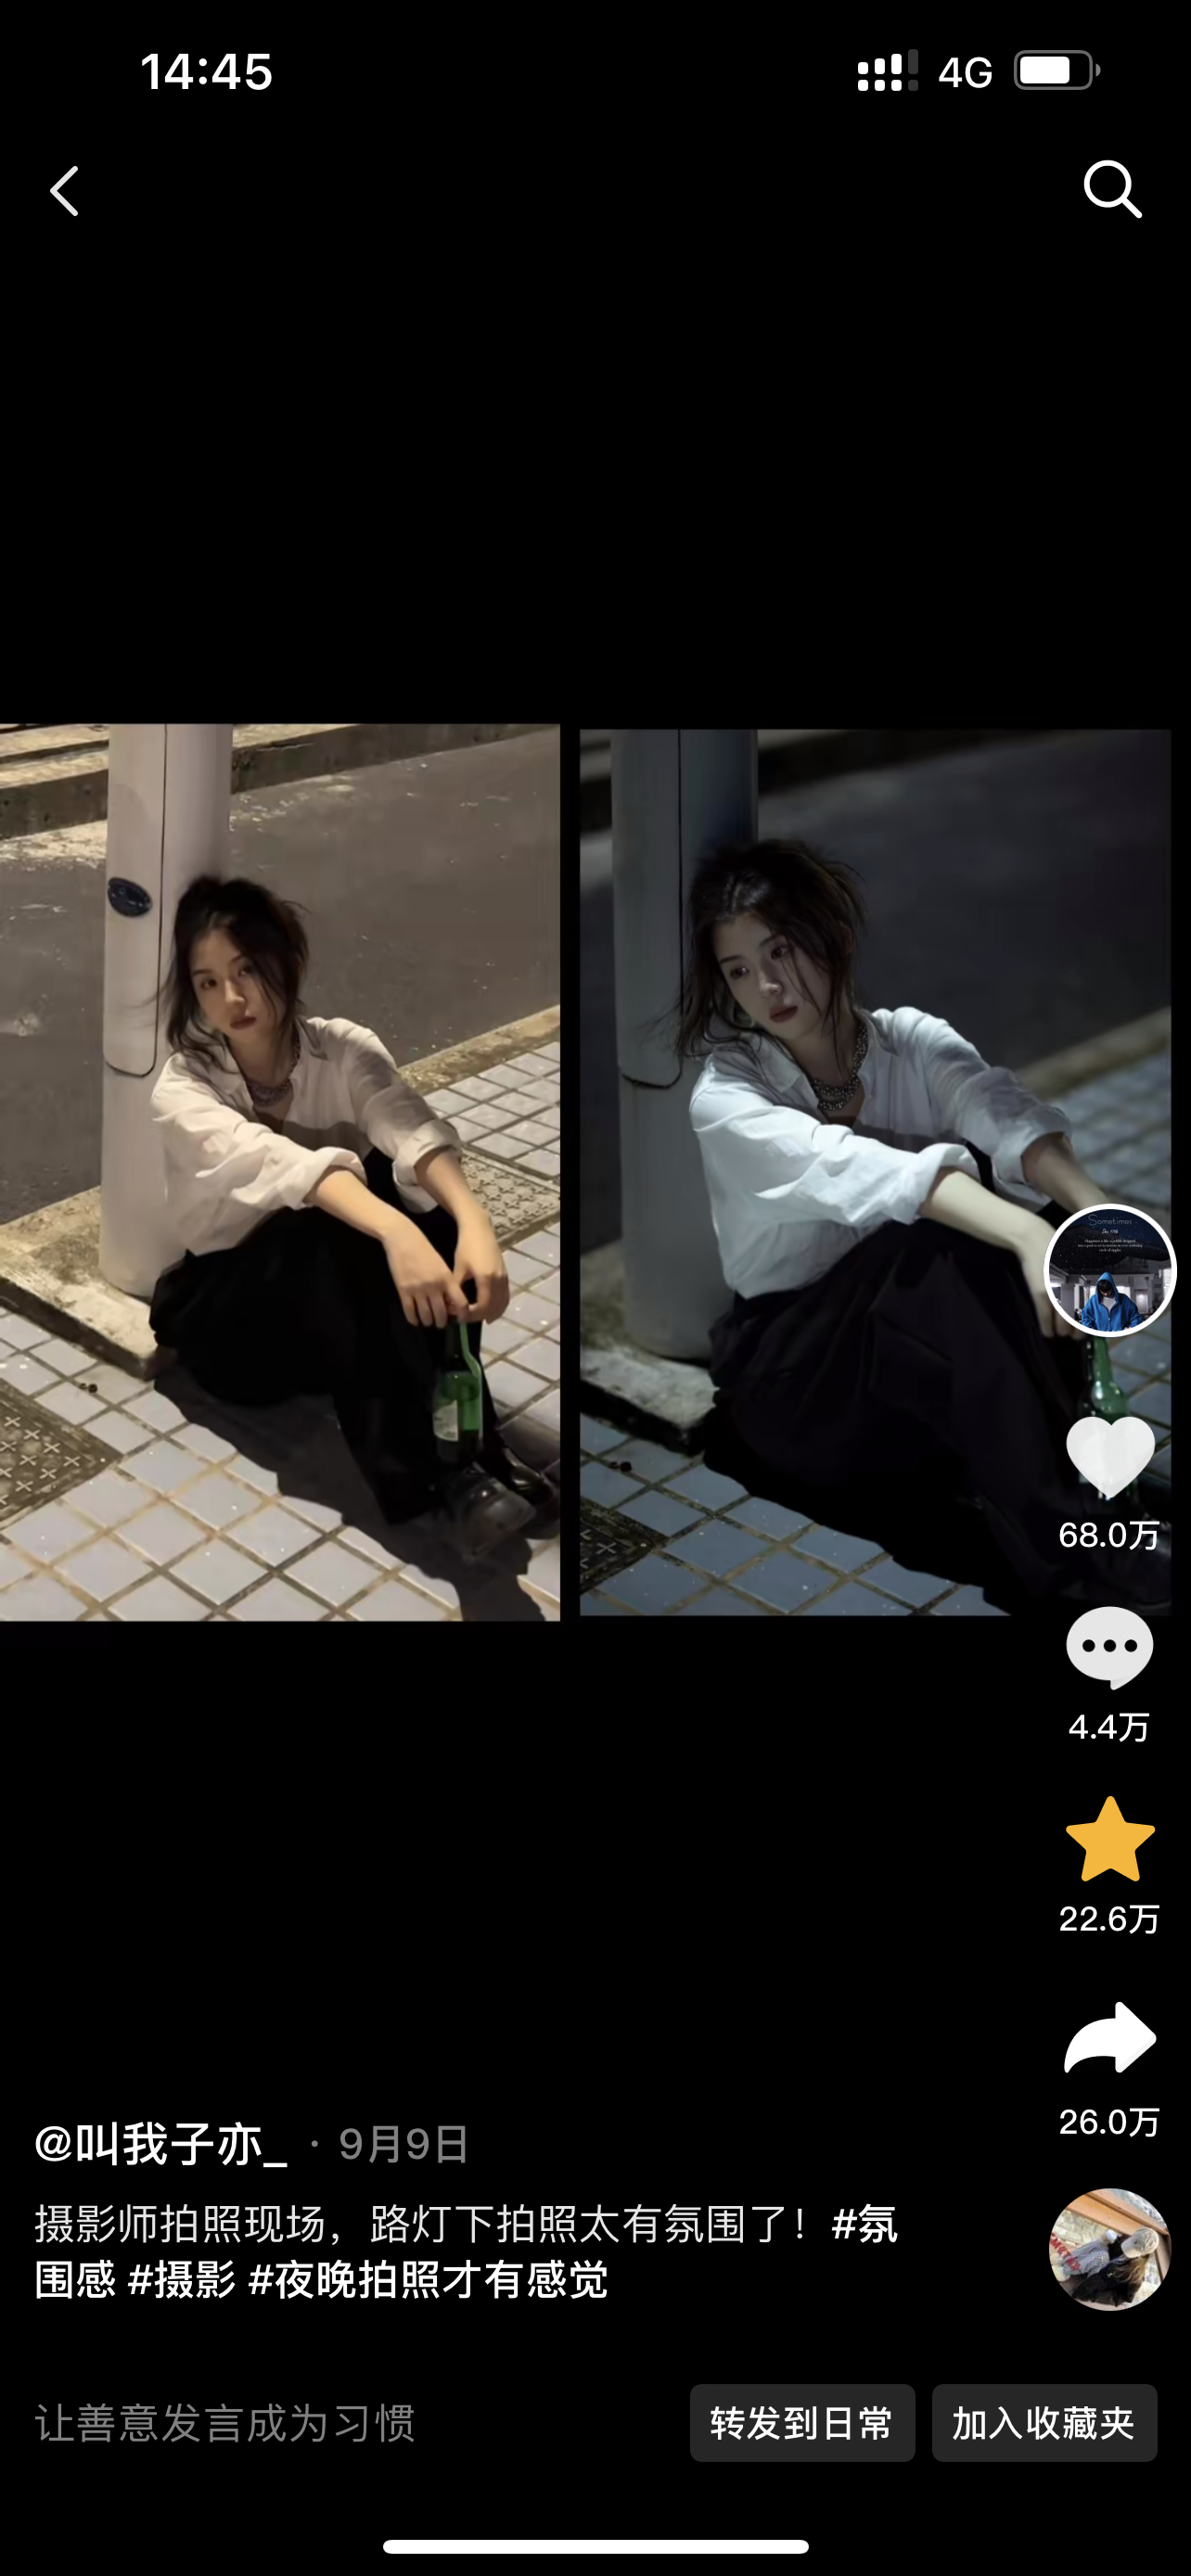 14:45
4G
Sometimes
68.0万
4.4万
22.6万
26.0万
@叫我子亦_ · 9月9日
摄影师拍照现场，路灯下拍照太有氛围了！#氛
围感 #摄影 #夜晚拍照才有感觉
让善意发言成为习惯
转发到日常
加入收藏夹